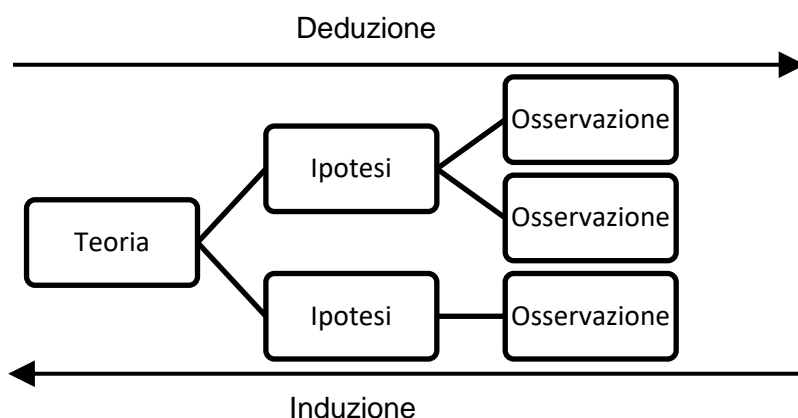 Deduzione
Osservazione
Ipotesi
Osservazione
Teoria
Ipotesi
Osservazione
Induzione